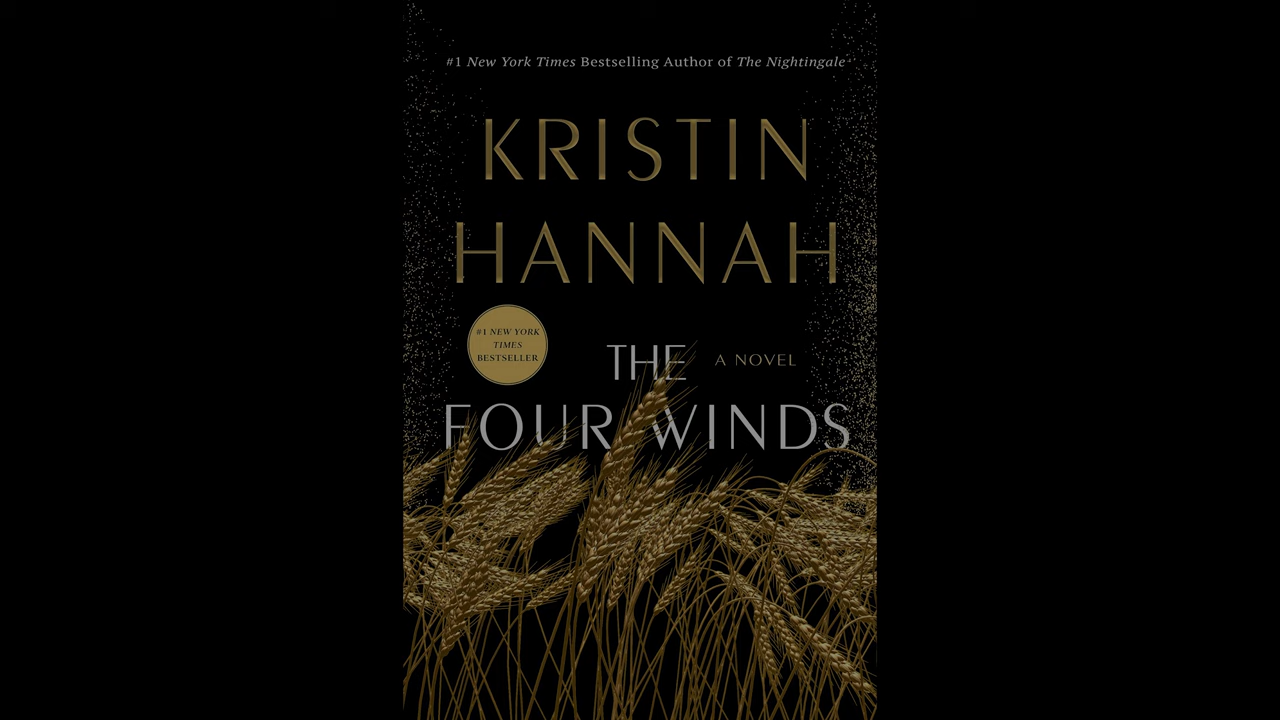 #1 New York Times Bestselling Author of The Nightingale
KRISTIN
HANNAH
#1 NEW YORK
TIMES
BESTSELLER
THE
A NOVEL
FOUR WINDS